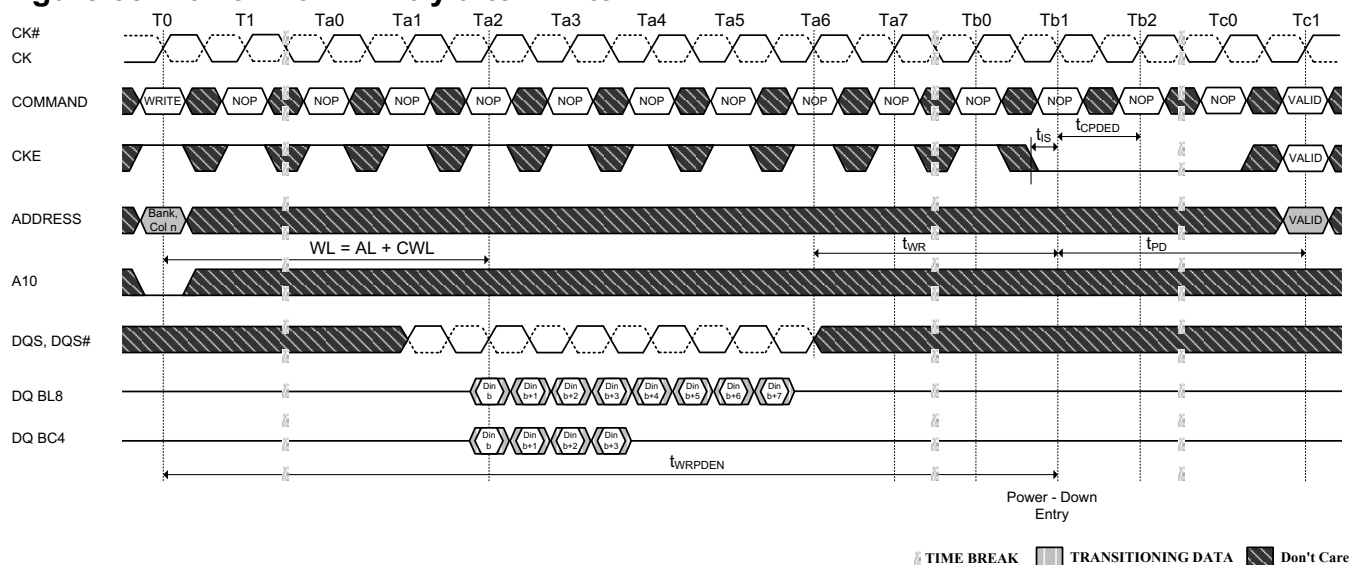 T0 T1 Ta0 Ta1 Ta2 Ta3 Ta4 Ta5 Ta6 Ta7 Tb0 Tb1 Tb2 Tc0 Tc1
CK#
CK
COMMAND WRITE NOP NOP NOP NOP NOP NOP NOP NOP NOP NOP NOP NOP NOP VALID
tIS tCPDED
CKE VALID
ADDRESS Bank, Col n VALID
WL = AL + CWL tWR tPD
A10
DQS, DQS#
DQ BL8 Din b Din b+1 Din b+2 Din b+3 Din b+4 Din b+5 Din b+6 Din b+7
DQ BC4 Din b Din b+1 Din b+2 Din b+3
tWRPDEN
Power - Down
Entry
TIME BREAK TRANSITIONING DATA Don't Care